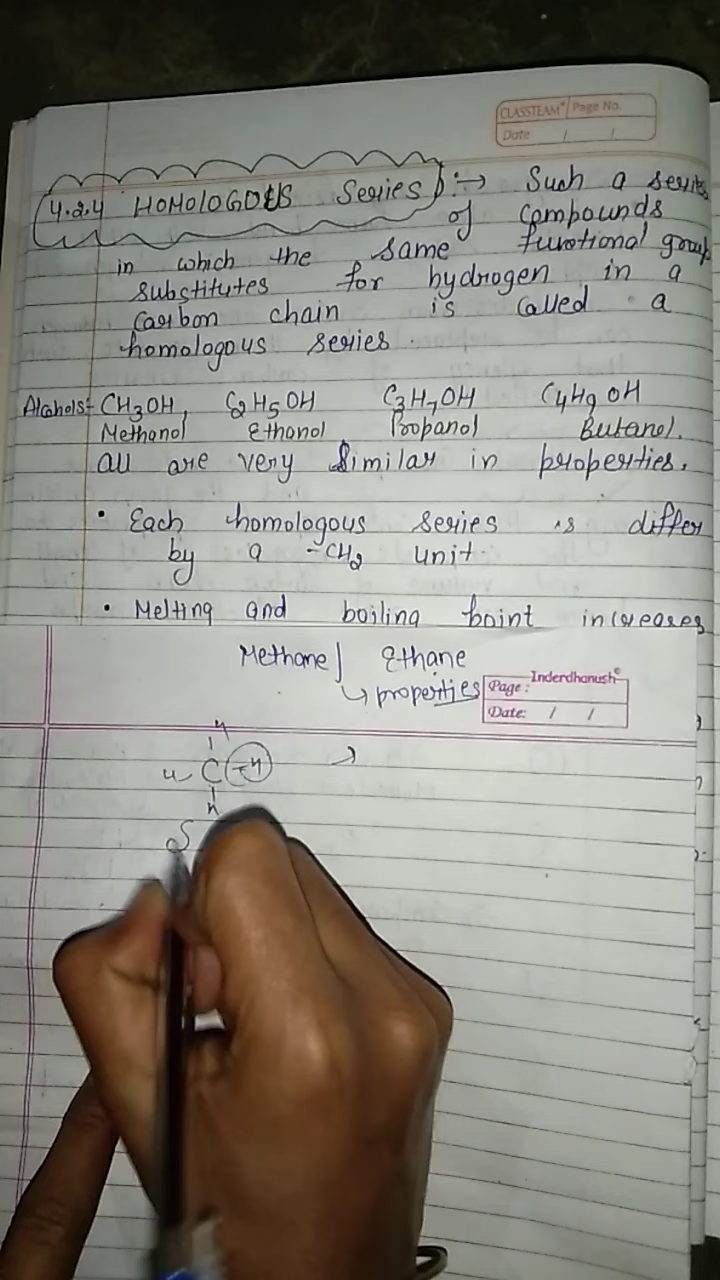 CLASSTEAM® Page No.
Date / /
4.2.4 HOMOLOGOUS Series :→ Such a series
of compounds
in which the same functional group
substitutes for hydrogen in a
carbon chain is called a
homologous series.
Alcohols:- CH3OH, C2H5OH C3H7OH C4H9OH
Methanol Ethanol Propanol Butanol.
all are very similar in properties.
• Each homologous series is differ
by a -CH2 unit.
• Melting and boiling point increases
Methane Ethane
↳ properties
Inderdhanush©
Page :
Date: / /
H
H C -H
H